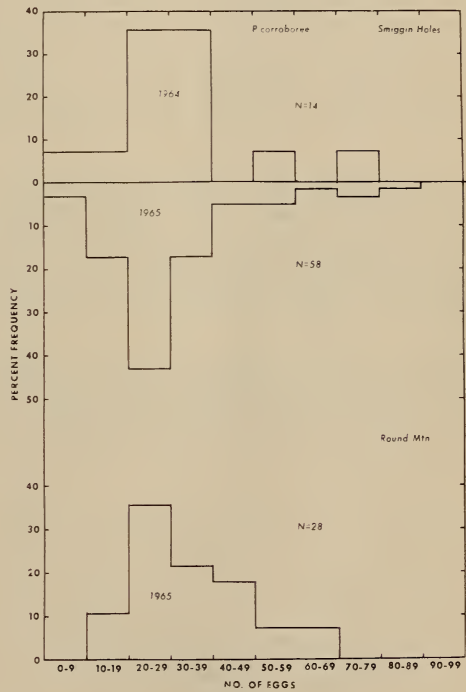 40
P corroboree Smiggin Holes
30
1964
20
N=14
10
0
1965
10
20
N=58
30
40
50
PERCENT FREQUENCY
Round Mtn
40
N=28
30
20
1965
10
0
0-9 10-19 20-29 30-39 40-49 50-59 60-69 70-79 80-89 90-99
NO. OF EGGS